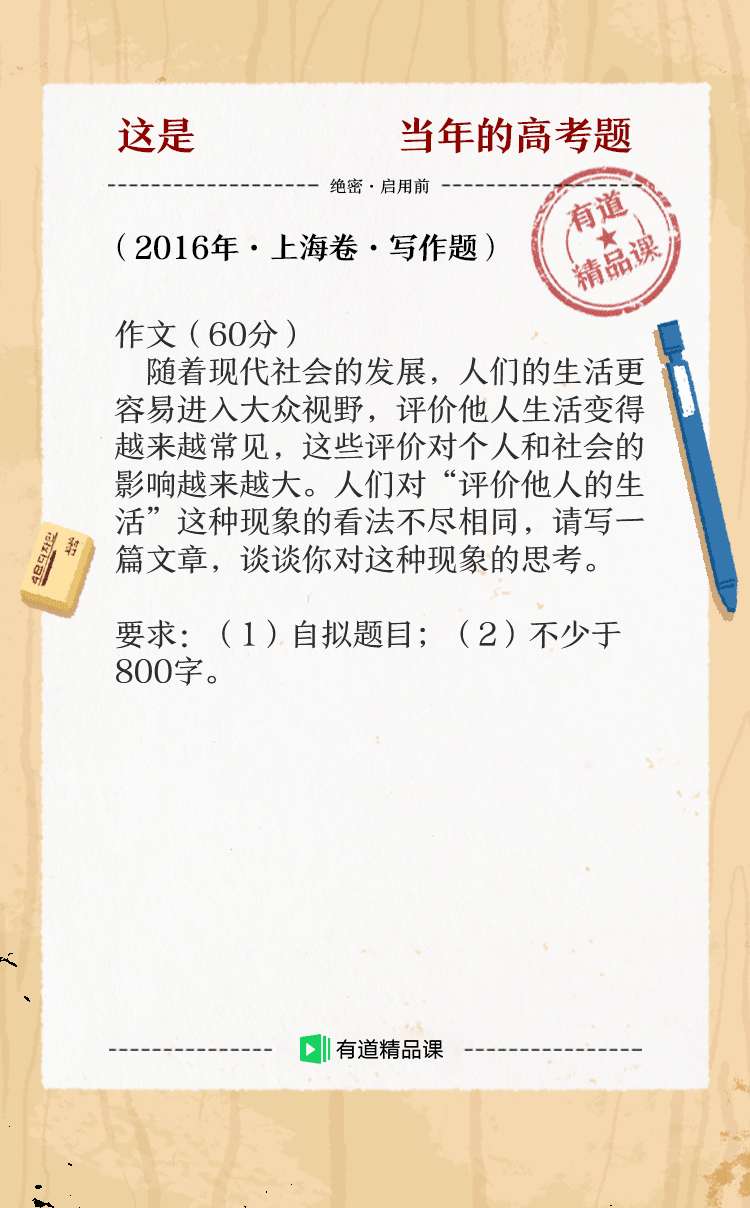 这是 当年的高考题
绝密·启用前
有道
精品课
（2016年·上海卷·写作题）
作文（60分）
随着现代社会的发展，人们的生活更
容易进入大众视野，评价他人生活变得
越来越常见，这些评价对个人和社会的
影响越来越大。人们对“评价他人的生
活”这种现象的看法不尽相同，请写一
篇文章，谈谈你对这种现象的思考。
要求：（1）自拟题目；（2）不少于
800字。
有道精品课